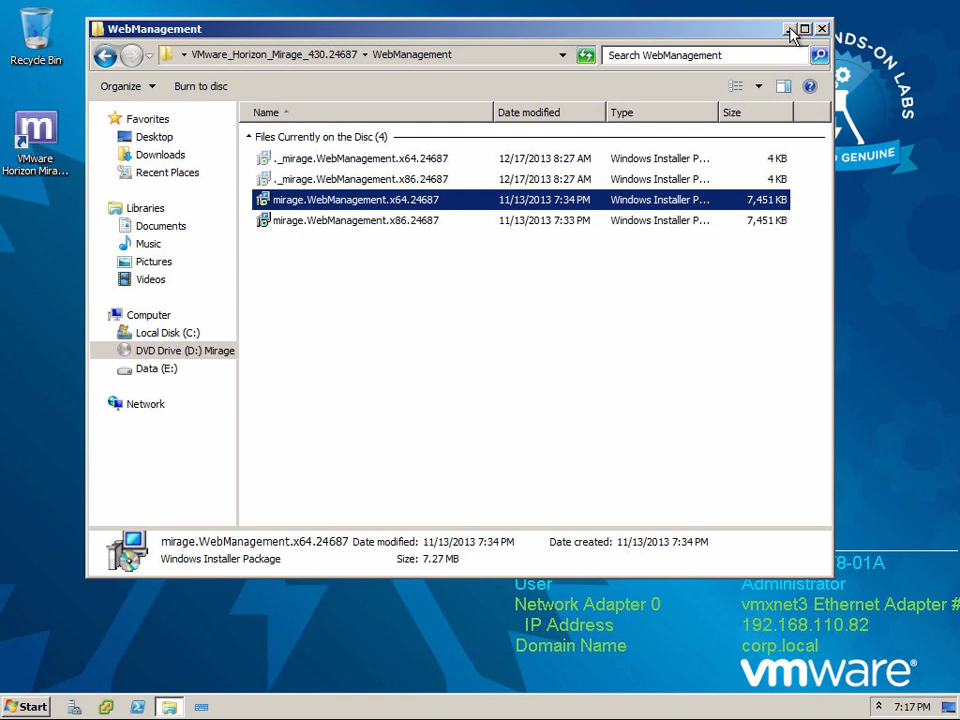 Recycle Bin
VMware
Horizon Mira...
WebManagement
VMware_Horizon_Mirage_430.24687 WebManagement
Search WebManagement
Organize Burn to disc
Favorites
Desktop
Downloads
Recent Places
Libraries
Documents
Music
Pictures
Videos
Computer
Local Disk (C:)
DVD Drive (D:) Mirage
Data (E:)
Network
Name Date modified Type Size
Files Currently on the Disc (4)
._mirage.WebManagement.x64.24687 12/17/2013 8:27 AM Windows Installer P... 4 KB
._mirage.WebManagement.x86.24687 12/17/2013 8:27 AM Windows Installer P... 4 KB
mirage.WebManagement.x64.24687 11/13/2013 7:34 PM Windows Installer P... 7,451 KB
mirage.WebManagement.x86.24687 11/13/2013 7:33 PM Windows Installer P... 7,451 KB
mirage.WebManagement.x64.24687 Date modified: 11/13/2013 7:34 PM Date created: 11/13/2013 7:34 PM
Windows Installer Package Size: 7.27 MB
NDS-ON LABS
GENUINE
8-01A
User Administrator
Network Adapter 0 vmxnet3 Ethernet Adapter #
IP Address 192.168.110.82
Domain Name corp.local
vmware®
Start 7:17 PM